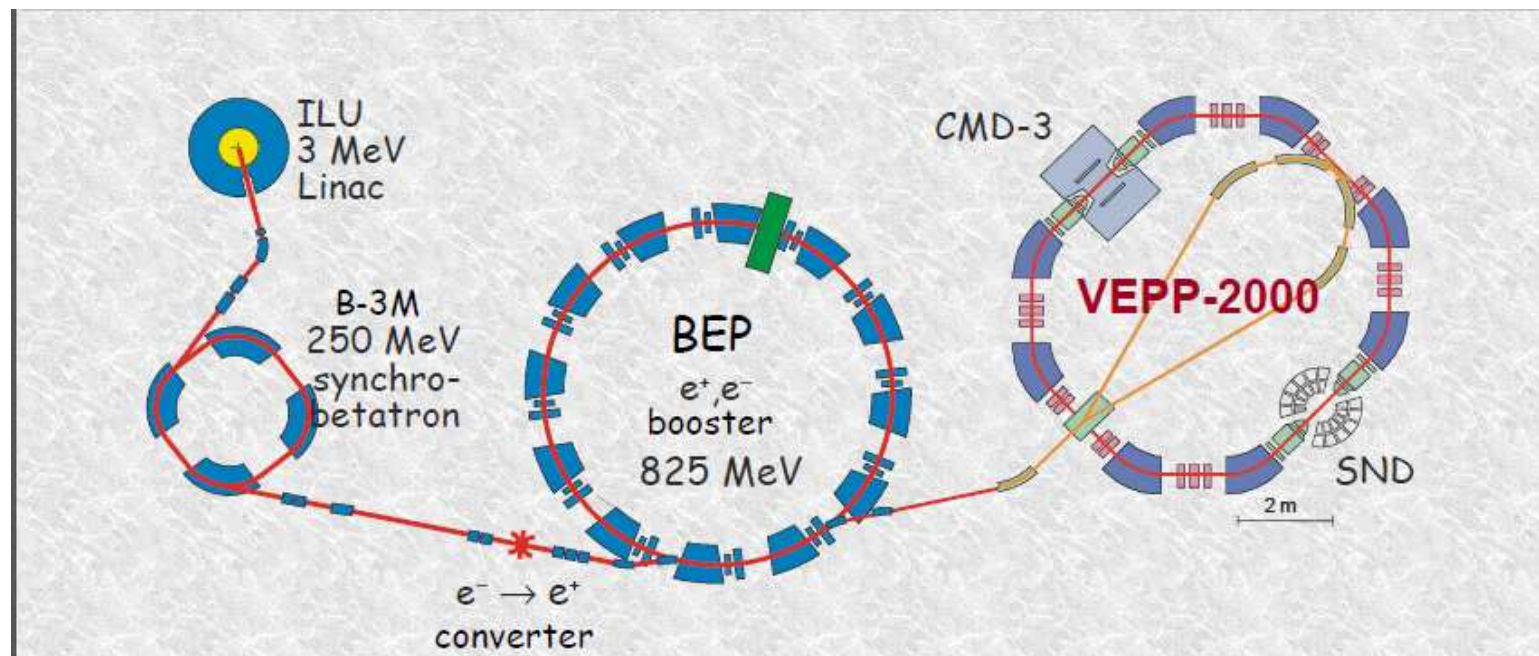 ILU
3 MeV
Linac
B-3M
250 MeV
synchro-
betatron
e⁻ → e⁺
converter
BEP
e⁺,e⁻
booster
825 MeV
CMD-3
VEPP-2000
SND
2 m